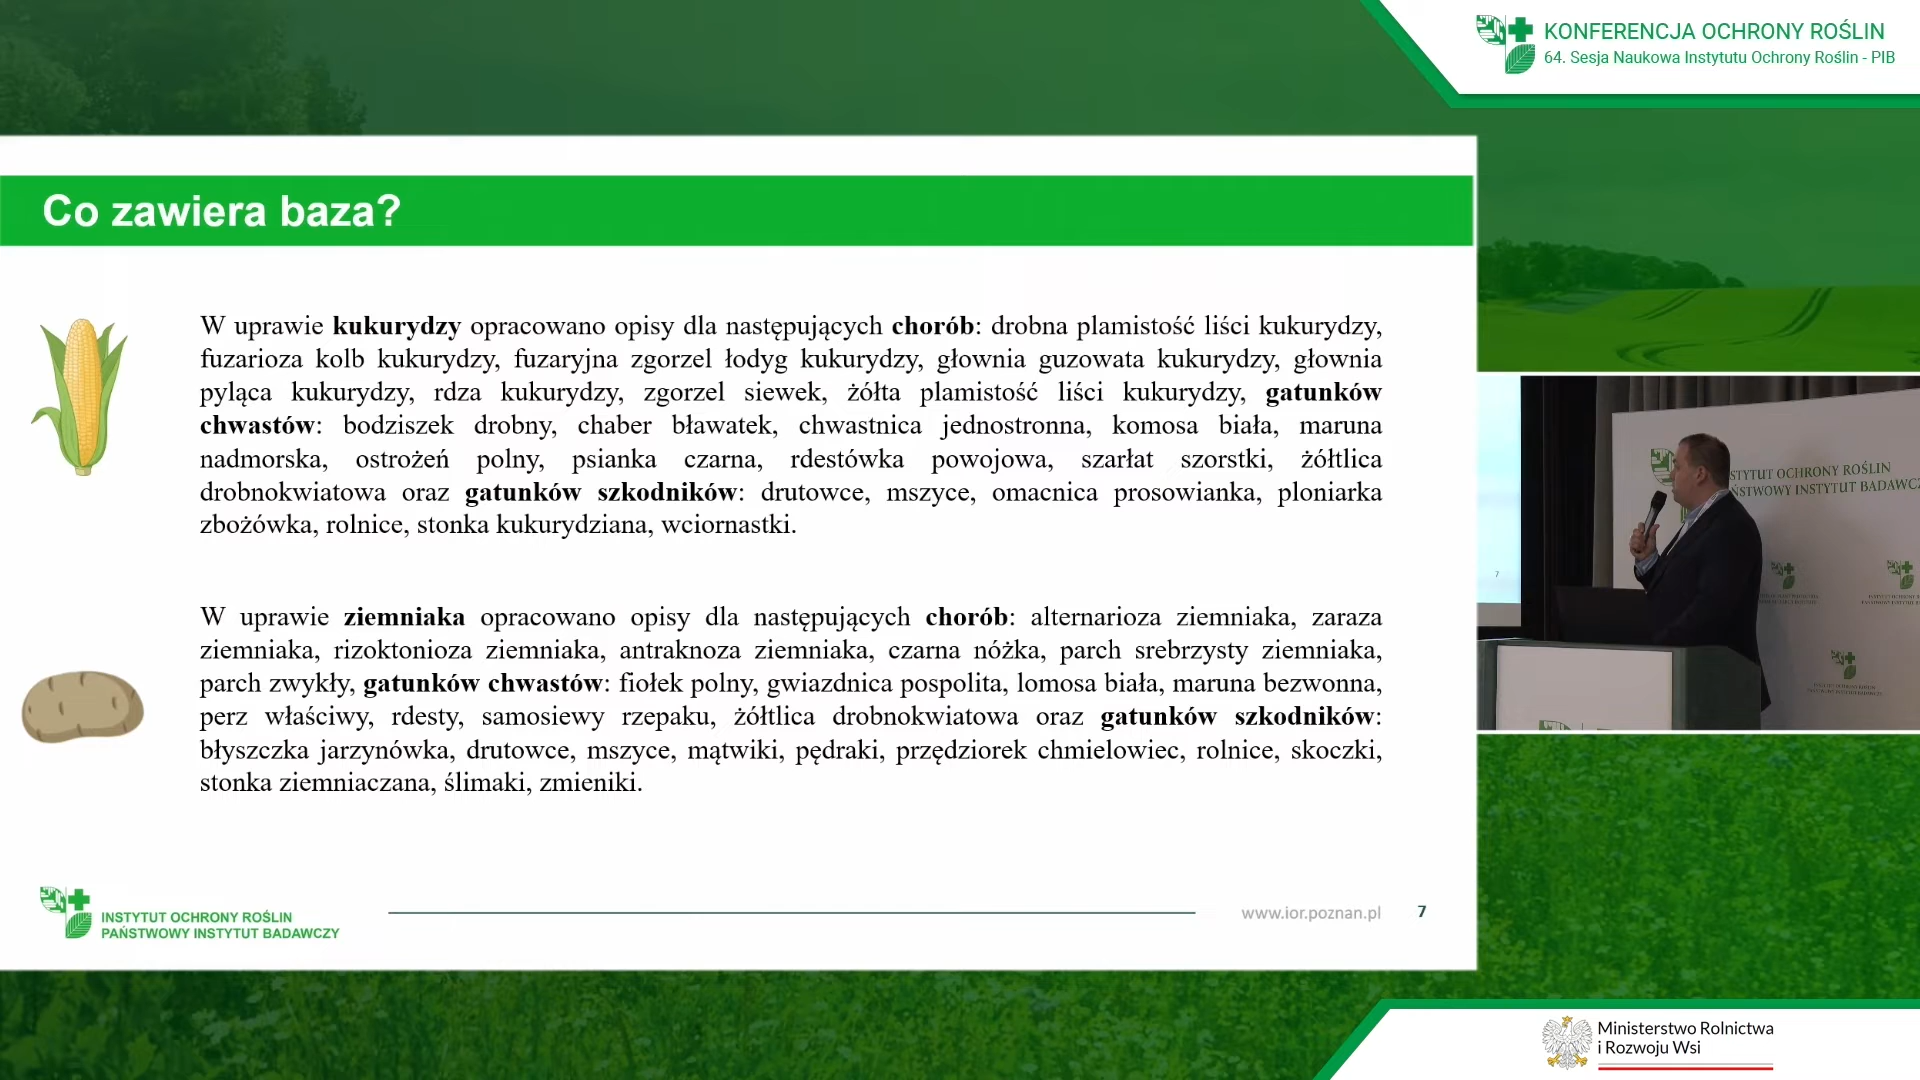 KONFERENCJA OCHRONY ROŚLIN
64. Sesja Naukowa Instytutu Ochrony Roślin - PIB
Co zawiera baza?
W uprawie kukurydzy opracowano opisy dla następujących chorób: drobna plamistość liści kukurydzy,
fuzarioza kolb kukurydzy, fuzaryjna zgorzel łodyg kukurydzy, głownia guzowata kukurydzy, głownia
pyląca kukurydzy, rdza kukurydzy, zgorzel siewek, żółta plamistość liści kukurydzy, gatunków
chwastów: bodziszek drobny, chaber bławatek, chwastnica jednostronna, komosa biała, maruna
nadmorska, ostrożeń polny, psianka czarna, rdestówka powojowa, szarłat szorstki, żółtlica
drobnokwiatowa oraz gatunków szkodników: drutowce, mszyce, omacnica prosowianka, ploniarka
zbożówka, rolnice, stonka kukurydziana, wciornastki.
W uprawie ziemniaka opracowano opisy dla następujących chorób: alternarioza ziemniaka, zaraza
ziemniaka, rizoktonioza ziemniaka, antraknoza ziemniaka, czarna nóżka, parch srebrzysty ziemniaka,
parch zwykły, gatunków chwastów: fiołek polny, gwiazdnica pospolita, lomosa biała, maruna bezwonna,
perz właściwy, rdesty, samosiewy rzepaku, żółtlica drobnokwiatowa oraz gatunków szkodników:
błyszczka jarzynówka, drutowce, mszyce, mątwiki, pędraki, przędziorek chmielowiec, rolnice, skoczki,
stonka ziemniaczana, ślimaki, zmieniki.
INSTYTUT OCHRONY ROŚLIN
PAŃSTWOWY INSTYTUT BADAWCZY
www.ior.poznan.pl
7
7
STYTUT OCHRONY ROŚLIN
ŃSTWOWY INSTYTUT BADAWCZ
Ministerstwo Rolnictwa
i Rozwoju Wsi